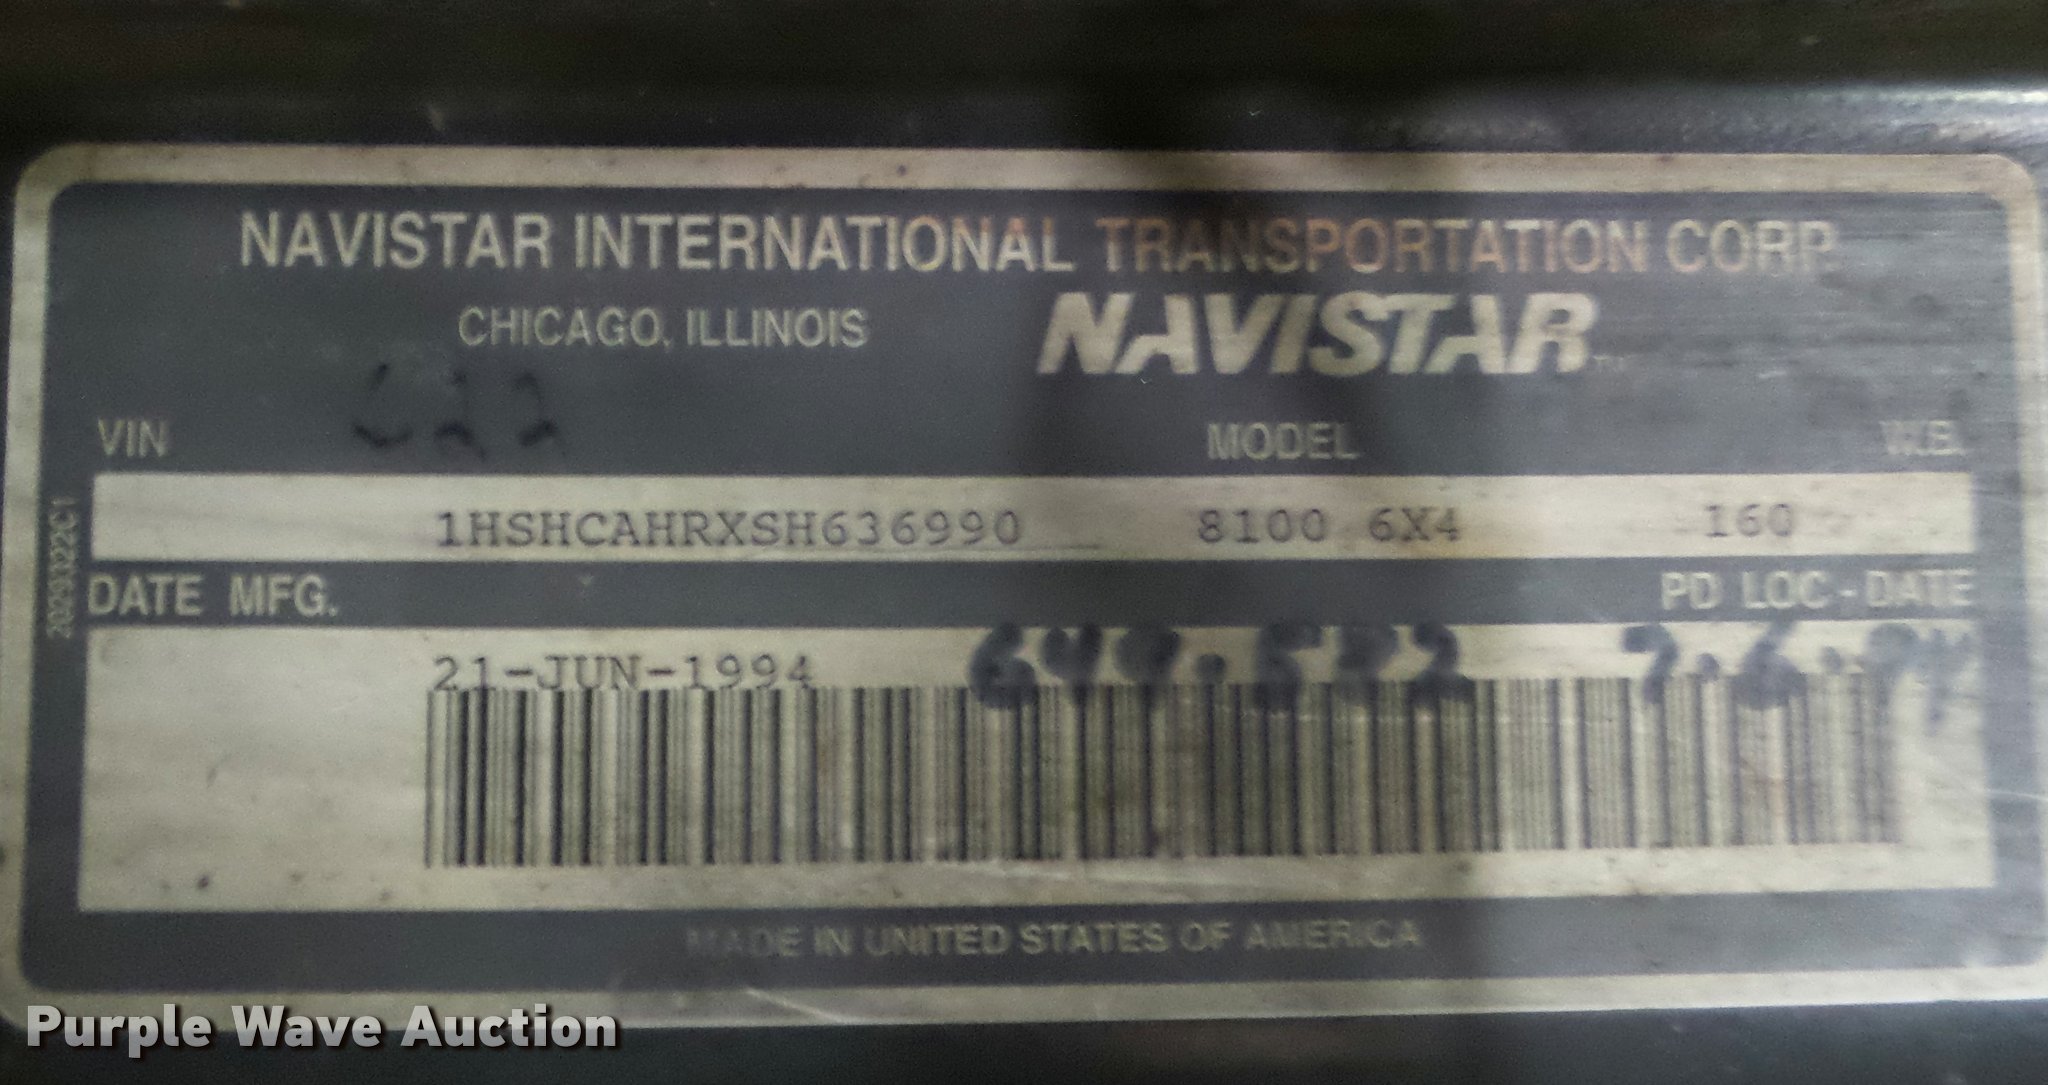 NAVISTAR INTERNATIONAL TRANSPORTATION CORP.
CHICAGO, ILLINOIS NAVISTAR™
VIN MODEL W.B.
1HSHCAHRXSH636990 8100 6X4 160
DATE MFG. PD LOC-DATE
21-JUN-1994
MADE IN UNITED STATES OF AMERICA
Purple Wave Auction